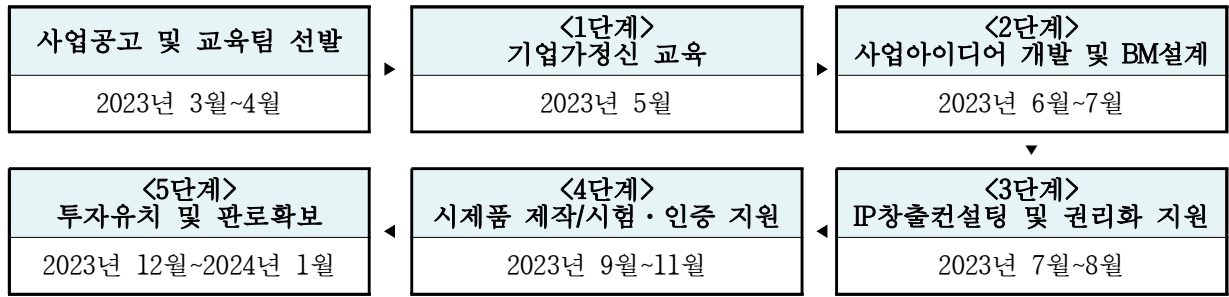 사업공고 및 교육팀 선발
2023년 3월~4월
<1단계>
기업가정신 교육
2023년 5월
<2단계>
사업아이디어 개발 및 BM설계
2023년 6월~7월
<3단계>
IP창출컨설팅 및 권리화 지원
2023년 7월~8월
<4단계>
시제품 제작/시험·인증 지원
2023년 9월~11월
<5단계>
투자유치 및 판로확보
2023년 12월~2024년 1월